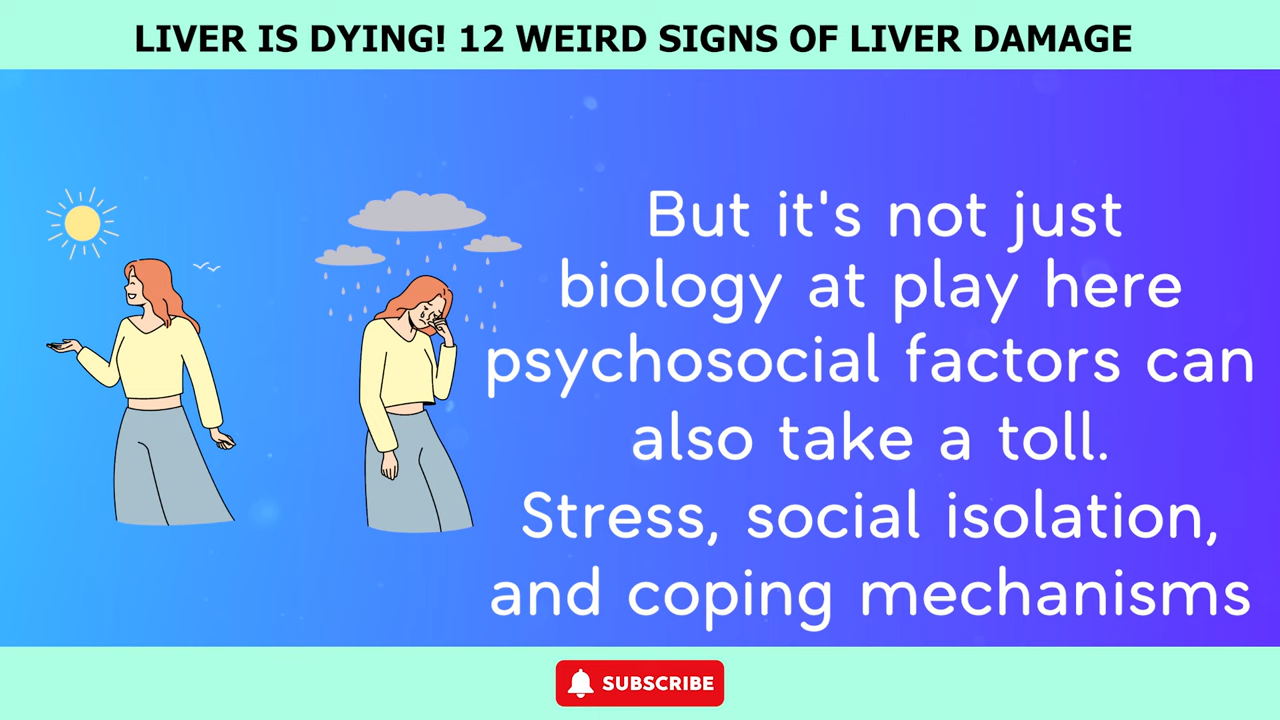 LIVER IS DYING! 12 WEIRD SIGNS OF LIVER DAMAGE
But it's not just
biology at play here
psychosocial factors can
also take a toll.
Stress, social isolation,
and coping mechanisms
SUBSCRIBE